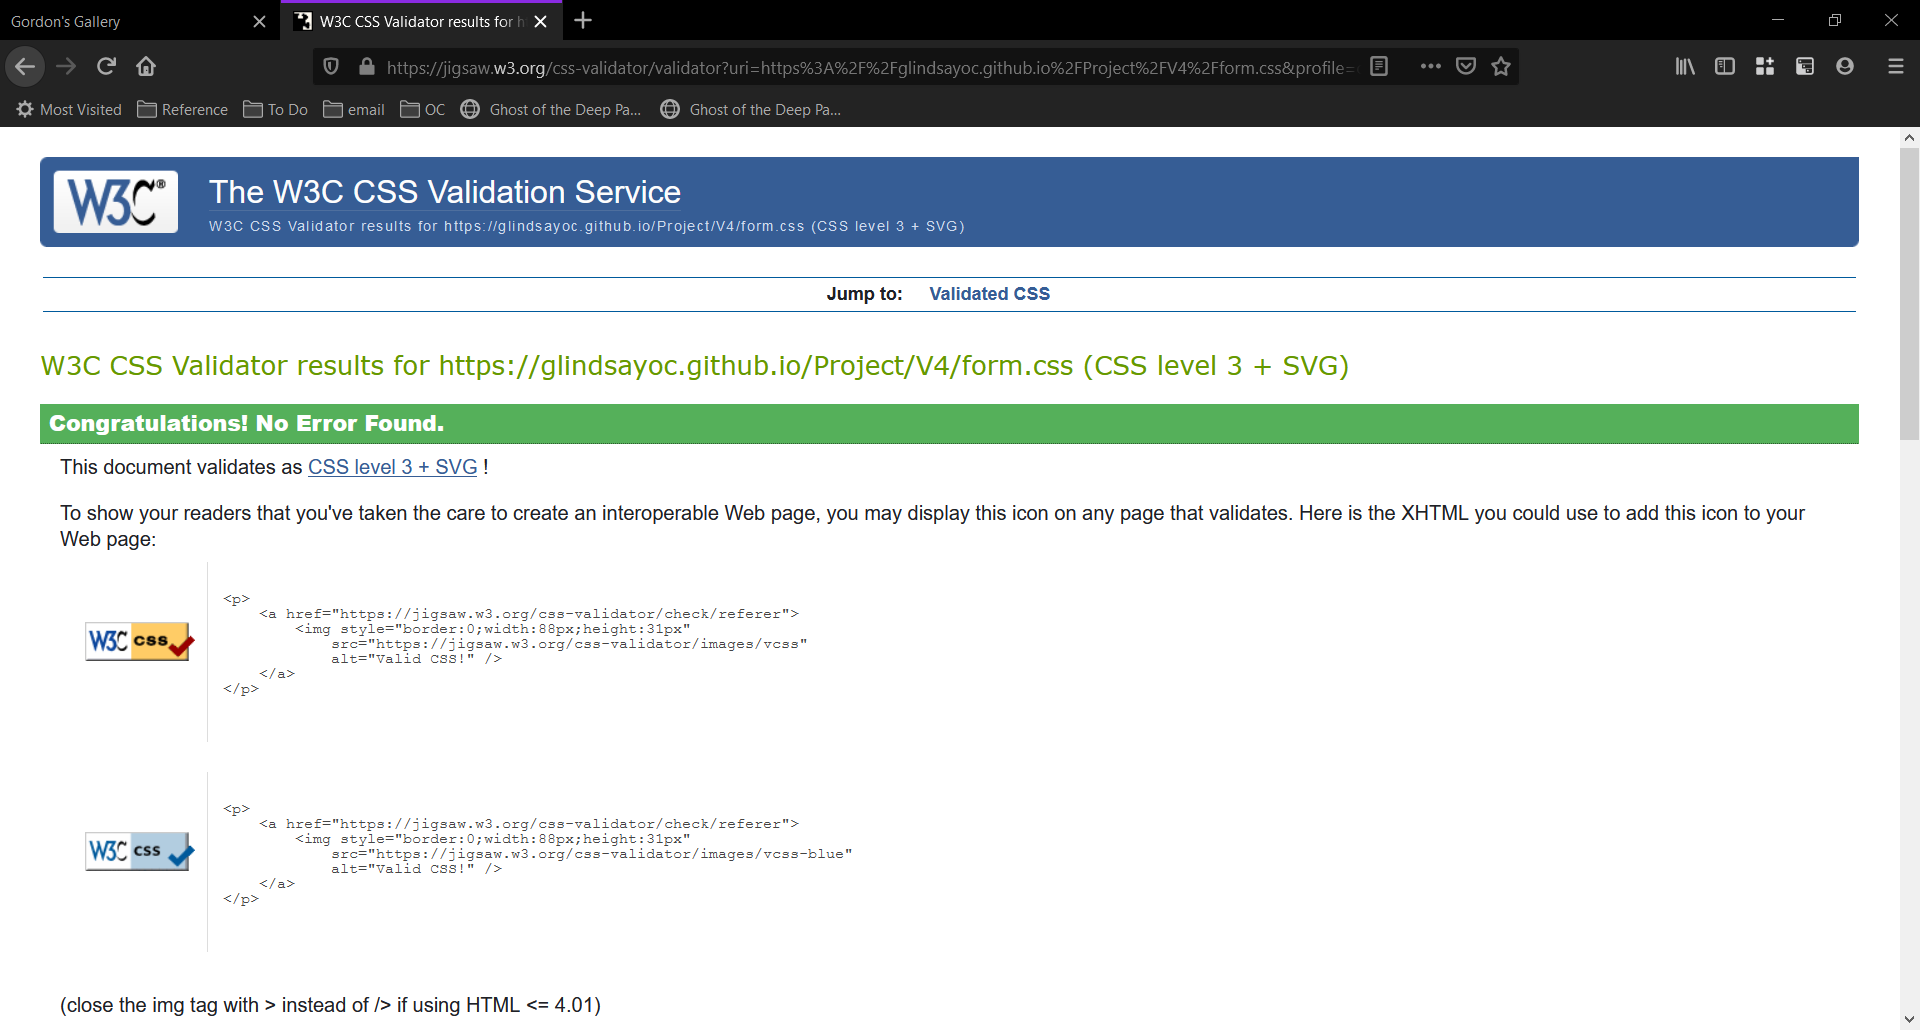 Gordon's Gallery
W3C CSS Validator results for h
https://jigsaw.w3.org/css-validator/validator?uri=https%3A%2F%2Fglindsayoc.github.io%2FProject%2FV4%2Fform.css&profile=
Most Visited Reference To Do email OC Ghost of the Deep Pa... Ghost of the Deep Pa...
W3C®
The W3C CSS Validation Service
W3C CSS Validator results for https://glindsayoc.github.io/Project/V4/form.css (CSS level 3 + SVG)
Jump to: Validated CSS
W3C CSS Validator results for https://glindsayoc.github.io/Project/V4/form.css (CSS level 3 + SVG)
Congratulations! No Error Found.
This document validates as CSS level 3 + SVG !
To show your readers that you've taken the care to create an interoperable Web page, you may display this icon on any page that validates. Here is the XHTML you could use to add this icon to your
Web page:
W3C css
<p>
<a href="https://jigsaw.w3.org/css-validator/check/referer">
<img style="border:0;width:88px;height:31px"
src="https://jigsaw.w3.org/css-validator/images/vcss"
alt="Valid CSS!" />
</a>
</p>
W3C css
<p>
<a href="https://jigsaw.w3.org/css-validator/check/referer">
<img style="border:0;width:88px;height:31px"
src="https://jigsaw.w3.org/css-validator/images/vcss-blue"
alt="Valid CSS!" />
</a>
</p>
(close the img tag with > instead of /> if using HTML <= 4.01)